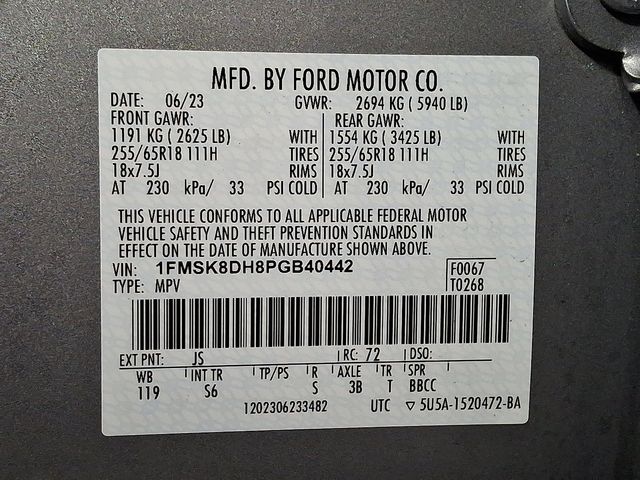 MFD. BY FORD MOTOR CO.
DATE: 06/23 GVWR: 2694 KG ( 5940 LB)
FRONT GAWR: REAR GAWR:
1191 KG ( 2625 LB) WITH 1554 KG ( 3425 LB) WITH
255/65R18 111H TIRES 255/65R18 111H TIRES
18x7.5J RIMS 18x7.5J RIMS
AT 230 kPa/ 33 PSI COLD AT 230 kPa/ 33 PSI COLD
THIS VEHICLE CONFORMS TO ALL APPLICABLE FEDERAL MOTOR
VEHICLE SAFETY AND THEFT PREVENTION STANDARDS IN
EFFECT ON THE DATE OF MANUFACTURE SHOWN ABOVE.
VIN: 1FMSK8DH8PGB40442 F0067
TYPE: MPV T0268
EXT PNT: JS RC: 72 DSO:
WB INT TR TP/PS R AXLE TR SPR
119 S6 S 3B T BBCC
1202306233482 UTC ▽ 5U5A-1520472-BA